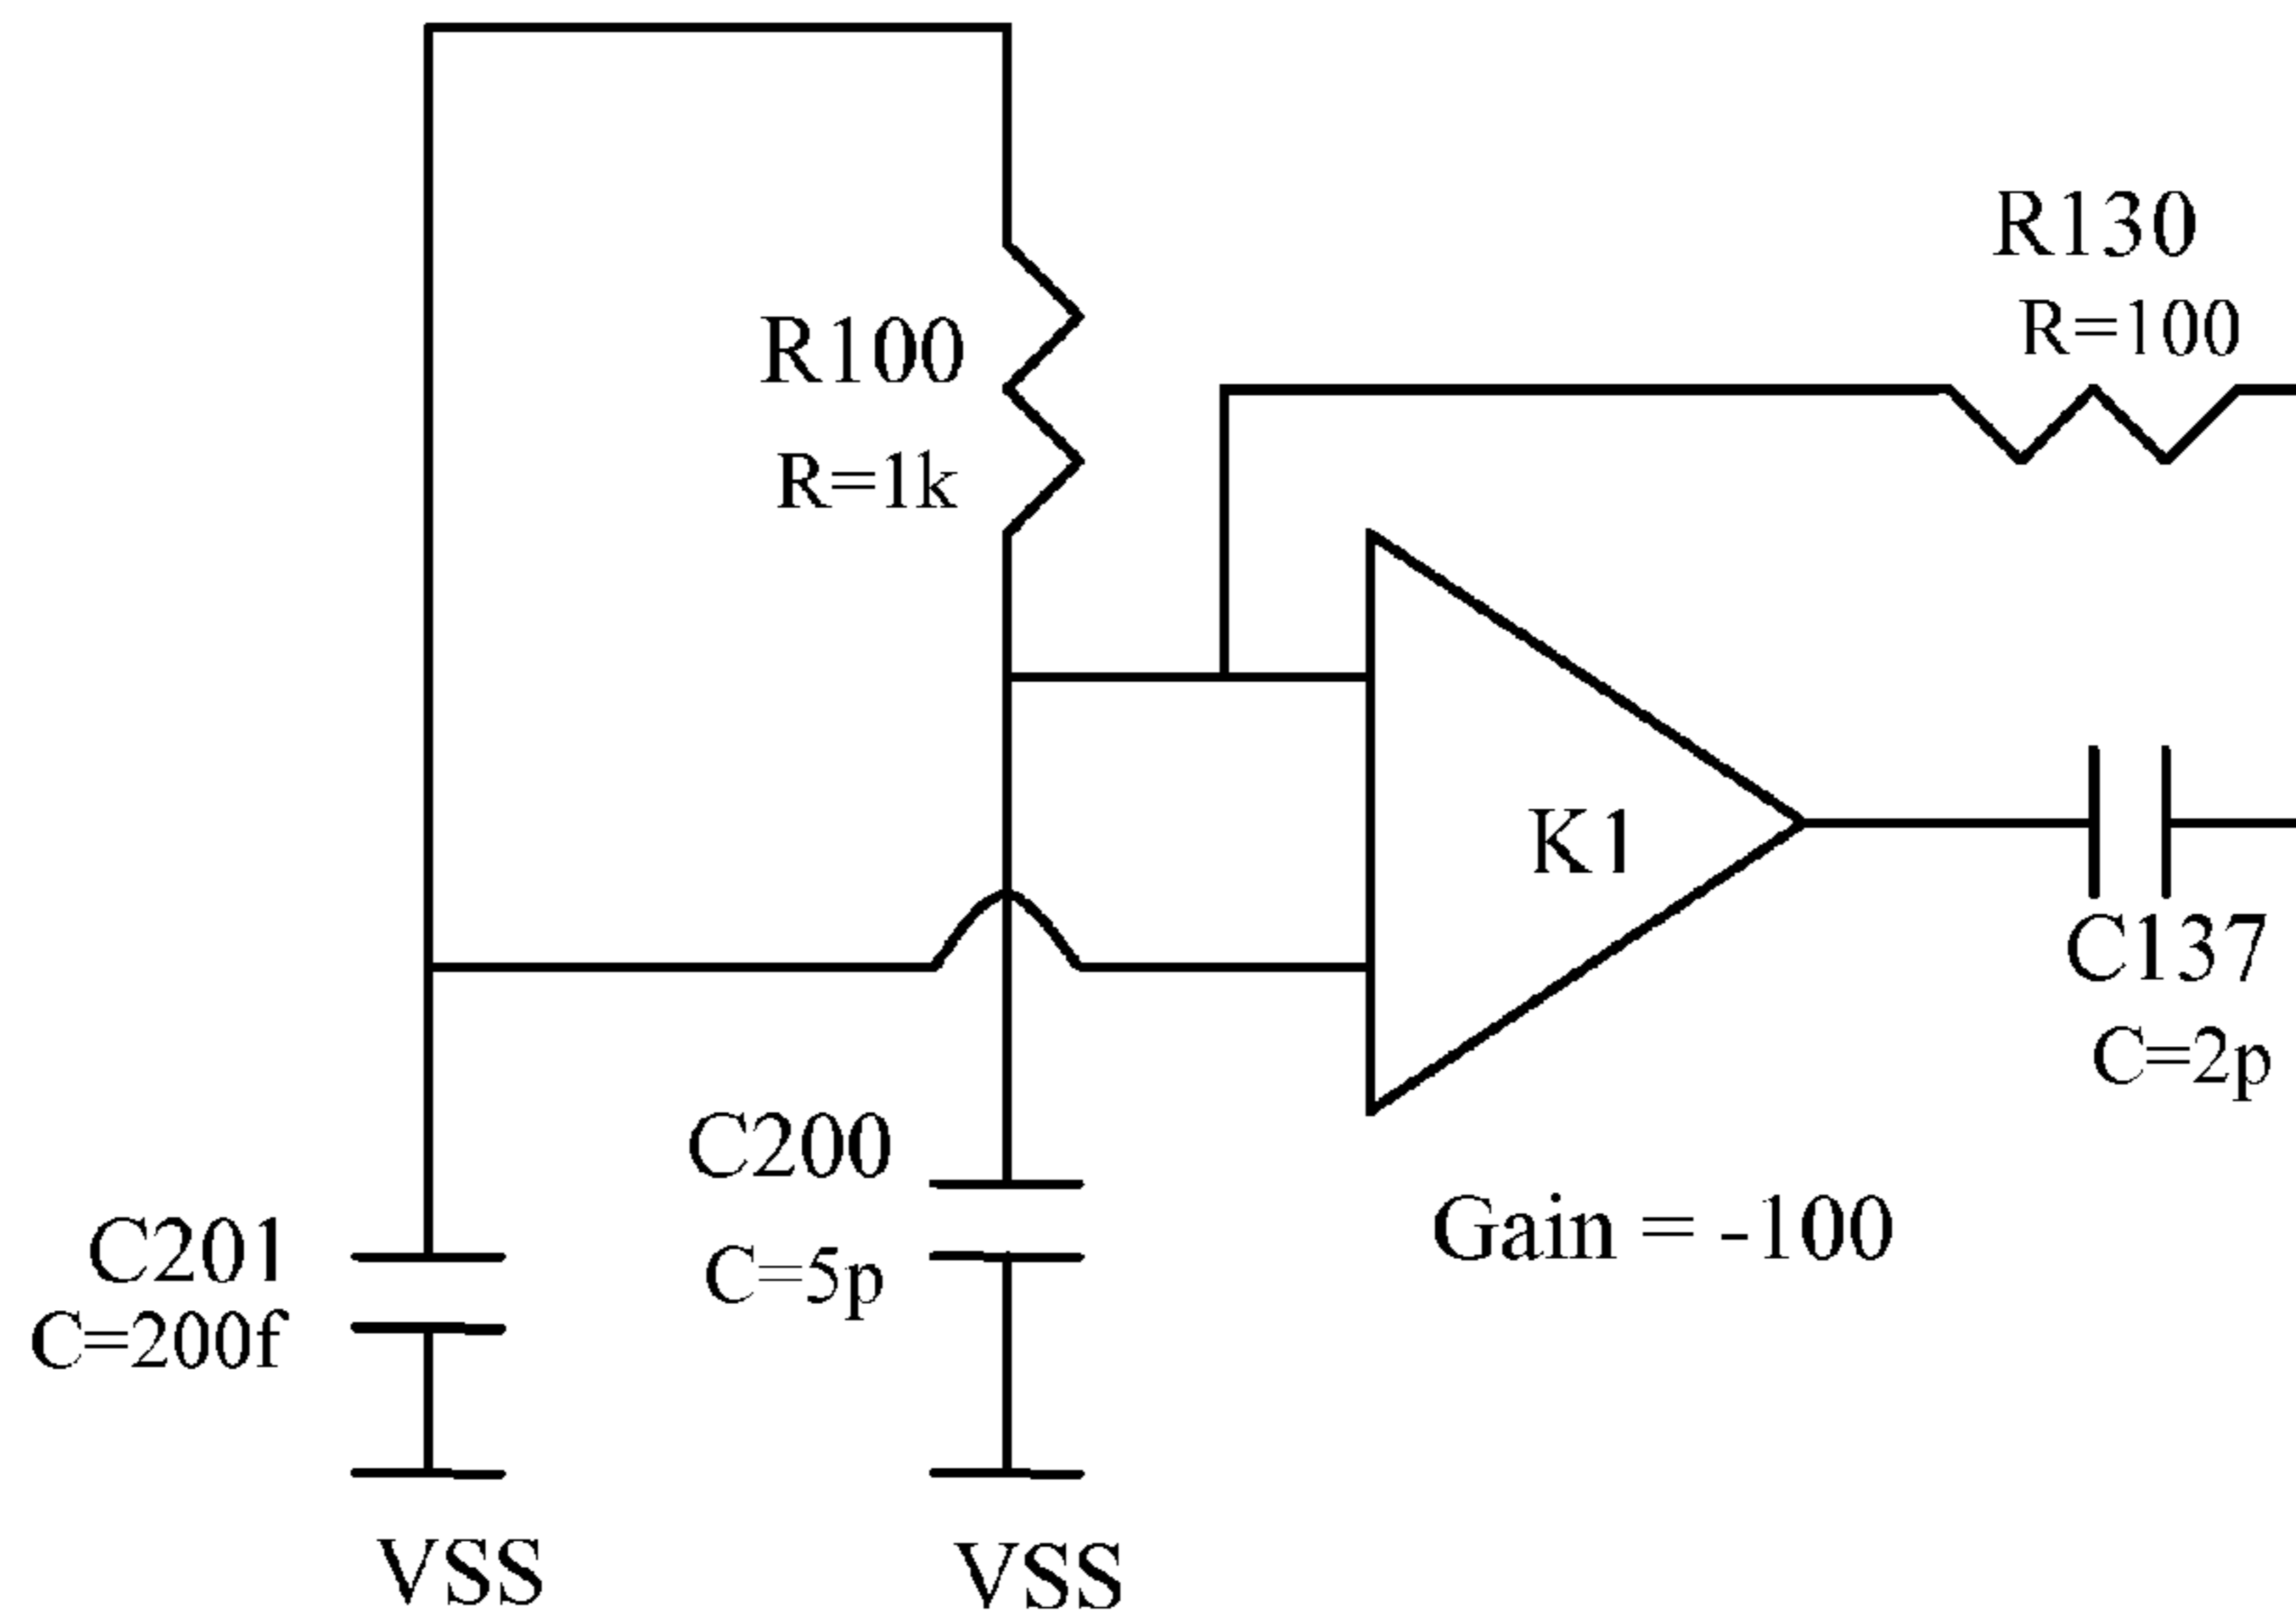 R130
R=100
R100
R=1k
K1
C137
C=2p
C200
C=5p
Gain = -100
C201
C=200f
VSS
VSS